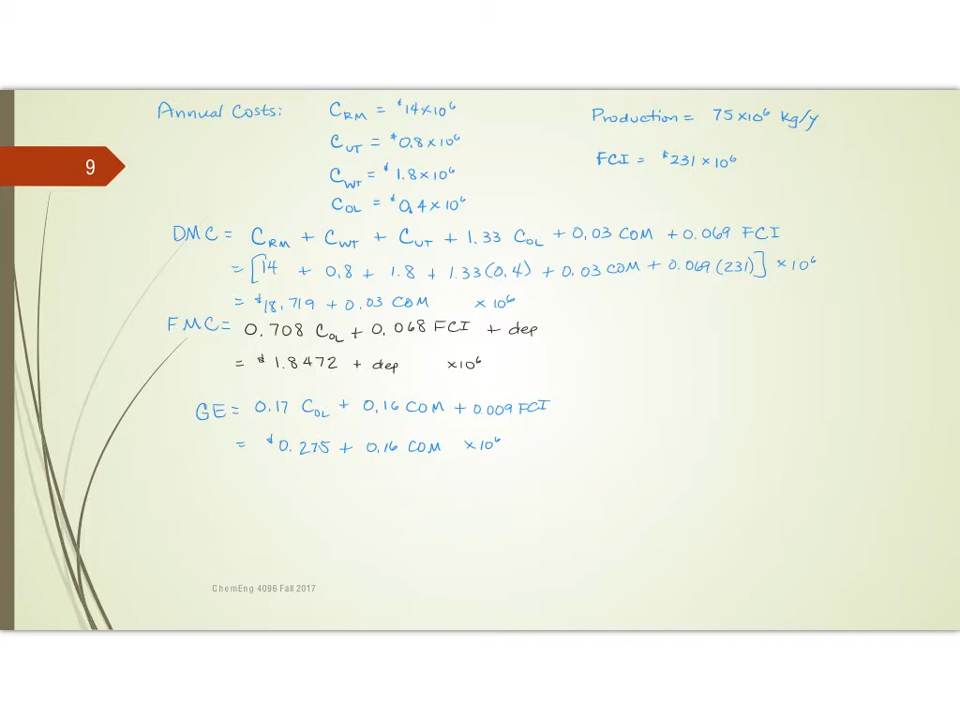 Annual Costs: C_RM = $14×10⁶ Production = 75×10⁶ kg/y
C_UT = $0.8×10⁶
FCI = $231×10⁶
9
C_WT = $1.8×10⁶
C_OL = $0.4×10⁶
DMC = C_RM + C_WT + C_UT + 1.33 C_OL + 0.03 COM + 0.069 FCI
= [14 + 0.8 + 1.8 + 1.33(0.4) + 0.03 COM + 0.069(231)] ×10⁶
= $18.719 + 0.03 COM ×10⁶
FMC = 0.708 C_OL + 0.068 FCI + dep
= $1.8472 + dep ×10⁶
GE = 0.17 C_OL + 0.16 COM + 0.009 FCI
= $0.275 + 0.16 COM ×10⁶
ChemEng 4096 Fall 2017